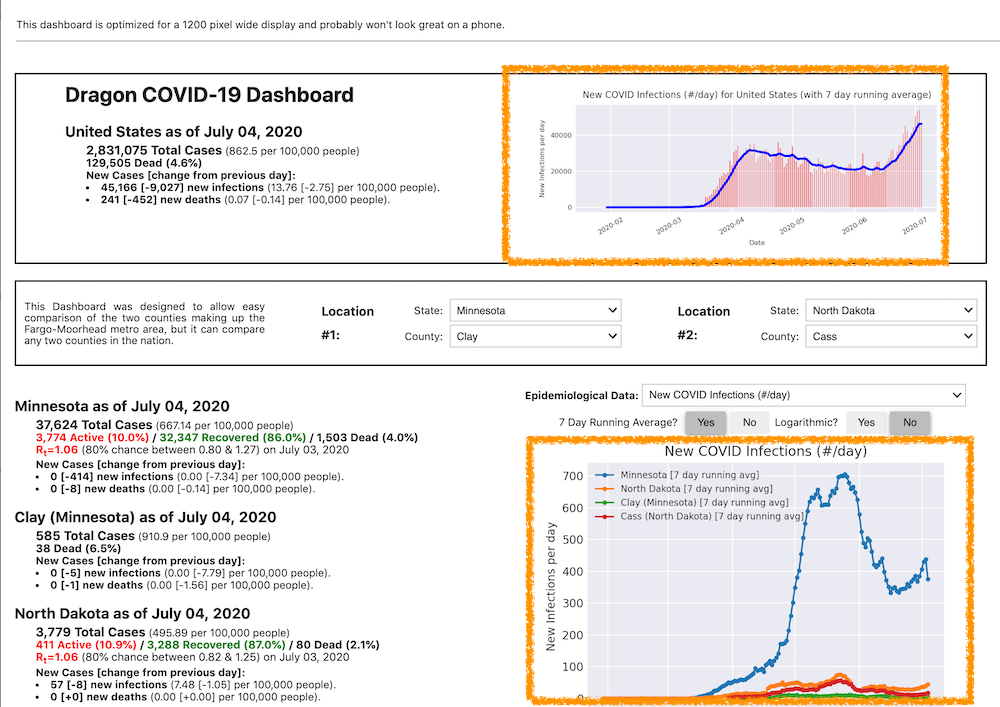 This dashboard is optimized for a 1200 pixel wide display and probably won't look great on a phone.
Dragon COVID-19 Dashboard
United States as of July 04, 2020
2,831,075 Total Cases (862.5 per 100,000 people)
129,505 Dead (4.6%)
New Cases [change from previous day]:
• 45,166 [-9,027] new infections (13.76 [-2.75] per 100,000 people).
• 241 [-452] new deaths (0.07 [-0.14] per 100,000 people).
New COVID Infections (#/day) for United States (with 7 day running average)
New Infections per day
40000
20000
0
2020-02
2020-03
2020-04
2020-05
2020-06
2020-07
Date
This Dashboard was designed to allow easy
comparison of the two counties making up the
Fargo-Moorhead metro area, but it can compare
any two counties in the nation.
Location
#1:
State: Minnesota
County: Clay
Location
#2:
State: North Dakota
County: Cass
Minnesota as of July 04, 2020
37,624 Total Cases (667.14 per 100,000 people)
3,774 Active (10.0%) / 32,347 Recovered (86.0%) / 1,503 Dead (4.0%)
Rt=1.06 (80% chance between 0.80 & 1.27) on July 03, 2020
New Cases [change from previous day]:
• 0 [-414] new infections (0.00 [-7.34] per 100,000 people).
• 0 [-8] new deaths (0.00 [-0.14] per 100,000 people).
Clay (Minnesota) as of July 04, 2020
585 Total Cases (910.9 per 100,000 people)
38 Dead (6.5%)
New Cases [change from previous day]:
• 0 [-5] new infections (0.00 [-7.79] per 100,000 people).
• 0 [-1] new deaths (0.00 [-1.56] per 100,000 people).
North Dakota as of July 04, 2020
3,779 Total Cases (495.89 per 100,000 people)
411 Active (10.9%) / 3,288 Recovered (87.0%) / 80 Dead (2.1%)
Rt=1.06 (80% chance between 0.82 & 1.25) on July 03, 2020
New Cases [change from previous day]:
• 57 [-8] new infections (7.48 [-1.05] per 100,000 people).
• 0 [+0] new deaths (0.00 [+0.00] per 100,000 people).
Epidemiological Data: New COVID Infections (#/day)
7 Day Running Average? Yes No Logarithmic? Yes No
New COVID Infections (#/day)
Minnesota [7 day running avg]
North Dakota [7 day running avg]
Clay (Minnesota) [7 day running avg]
Cass (North Dakota) [7 day running avg]
New Infections per day
700
600
500
400
300
200
100